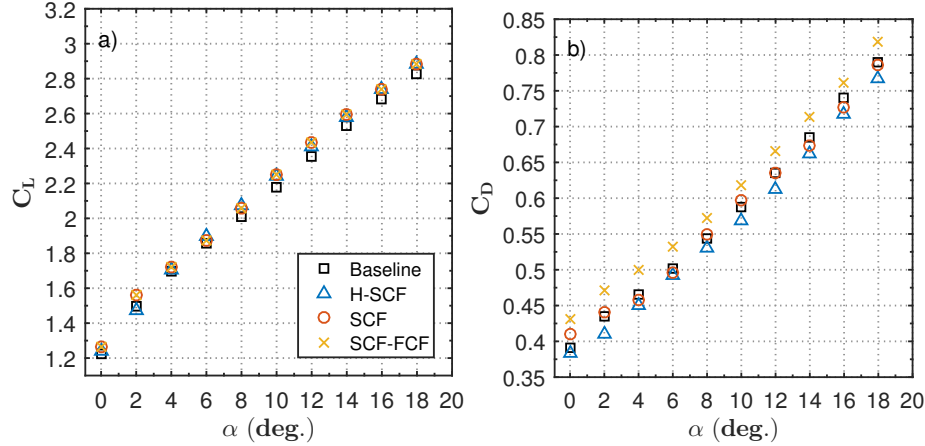 a)
3.2
3
2.8
2.6
2.4
2.2
2
1.8
1.6
1.4
1.2
C_L
0 2 4 6 8 10 12 14 16 18 20
α (deg.)
Baseline
H-SCF
SCF
SCF-FCF
b)
0.85
0.8
0.75
0.7
0.65
0.6
0.55
0.5
0.45
0.4
0.35
C_D
0 2 4 6 8 10 12 14 16 18 20
α (deg.)